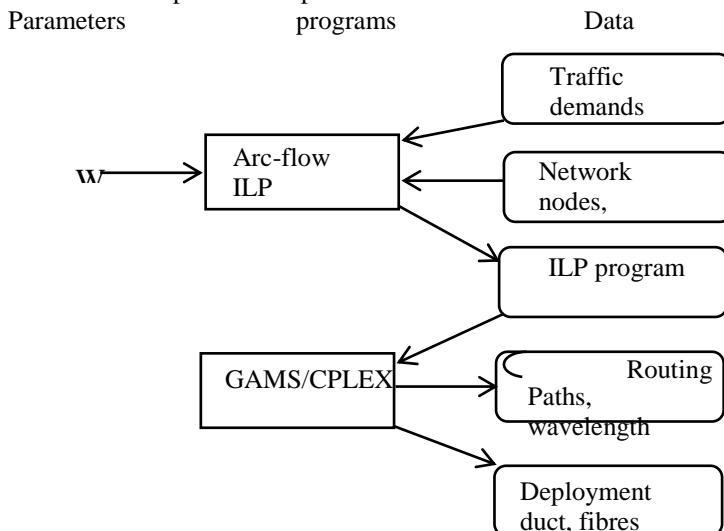 Parameters programs Data
Traffic
demands
Arc-flow
ILP
w
Network
nodes,
ILP program
GAMS/CPLEX
Routing
Paths,
wavelength
Deployment
duct, fibres